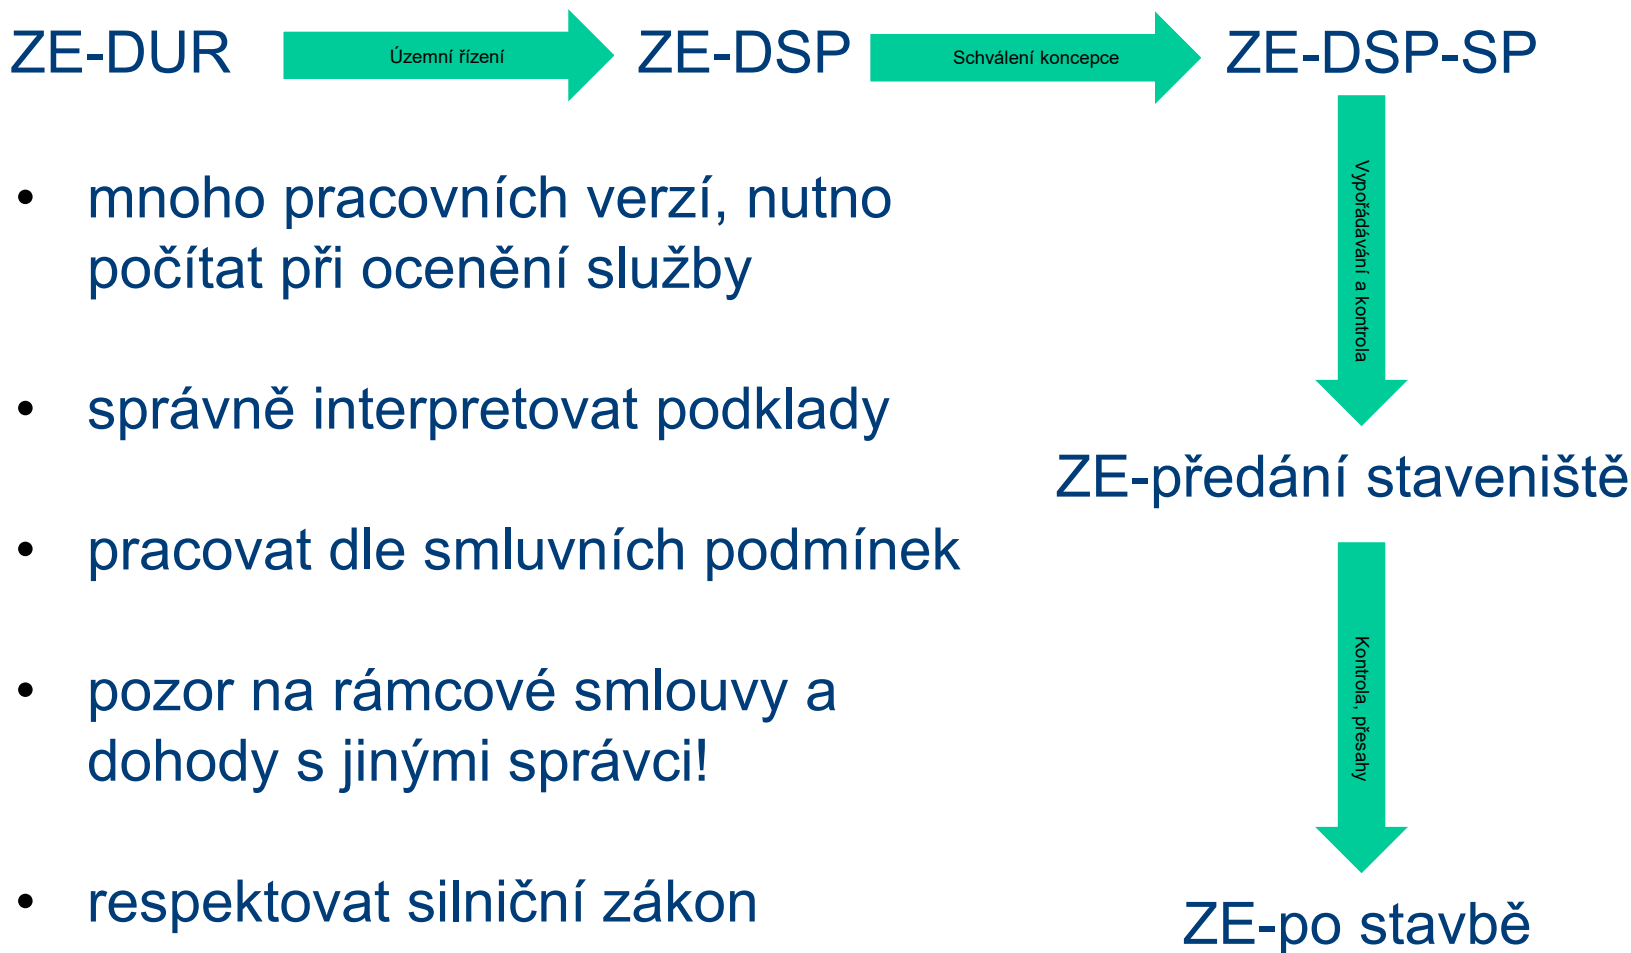 ZE-DUR
Územní řízení
ZE-DSP
Schválení koncepce
ZE-DSP-SP
Vypořádávání a kontrola
ZE-předání staveniště
Kontrola, přesahy
ZE-po stavbě
• mnoho pracovních verzí, nutno
počítat při ocenění služby
• správně interpretovat podklady
• pracovat dle smluvních podmínek
• pozor na rámcové smlouvy a
dohody s jinými správci!
• respektovat silniční zákon